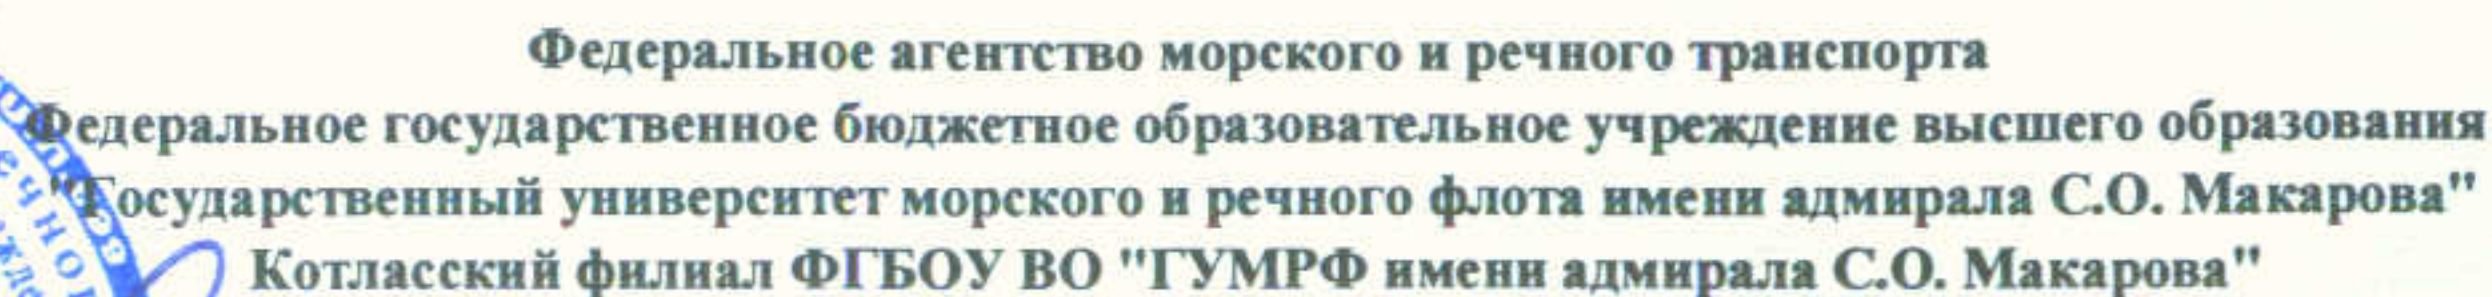 Федеральное агентство морского и речного транспорта
Федеральное государственное бюджетное образовательное учреждение высшего образования
"Государственный университет морского и речного флота имени адмирала С.О. Макарова"
Котласский филиал ФГБОУ ВО "ГУМРФ имени адмирала С.О. Макарова"